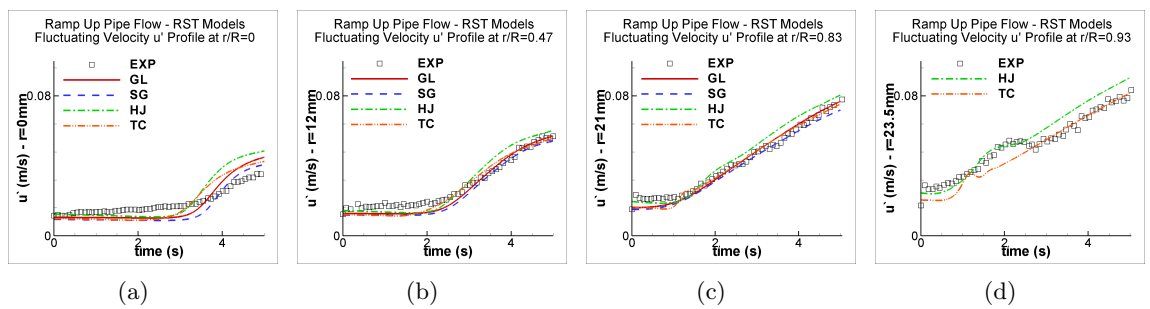 Ramp Up Pipe Flow - RST Models
Fluctuating Velocity u' Profile at r/R=0
EXP
GL
SG
HJ
TC
u` (m/s) - r=0mm
0.08
0
0
2
4
time (s)
(a)
Ramp Up Pipe Flow - RST Models
Fluctuating Velocity u' Profile at r/R=0.47
EXP
GL
SG
HJ
TC
u` (m/s) - r=12mm
0.08
0
0
2
4
time (s)
(b)
Ramp Up Pipe Flow - RST Models
Fluctuating Velocity u' Profile at r/R=0.83
EXP
GL
SG
HJ
TC
u` (m/s) - r=21mm
0.08
0
0
2
4
time (s)
(c)
Ramp Up Pipe Flow - RST Models
Fluctuating Velocity u' Profile at r/R=0.93
EXP
HJ
TC
u` (m/s) - r=23.5mm
0.08
0
0
2
4
time (s)
(d)